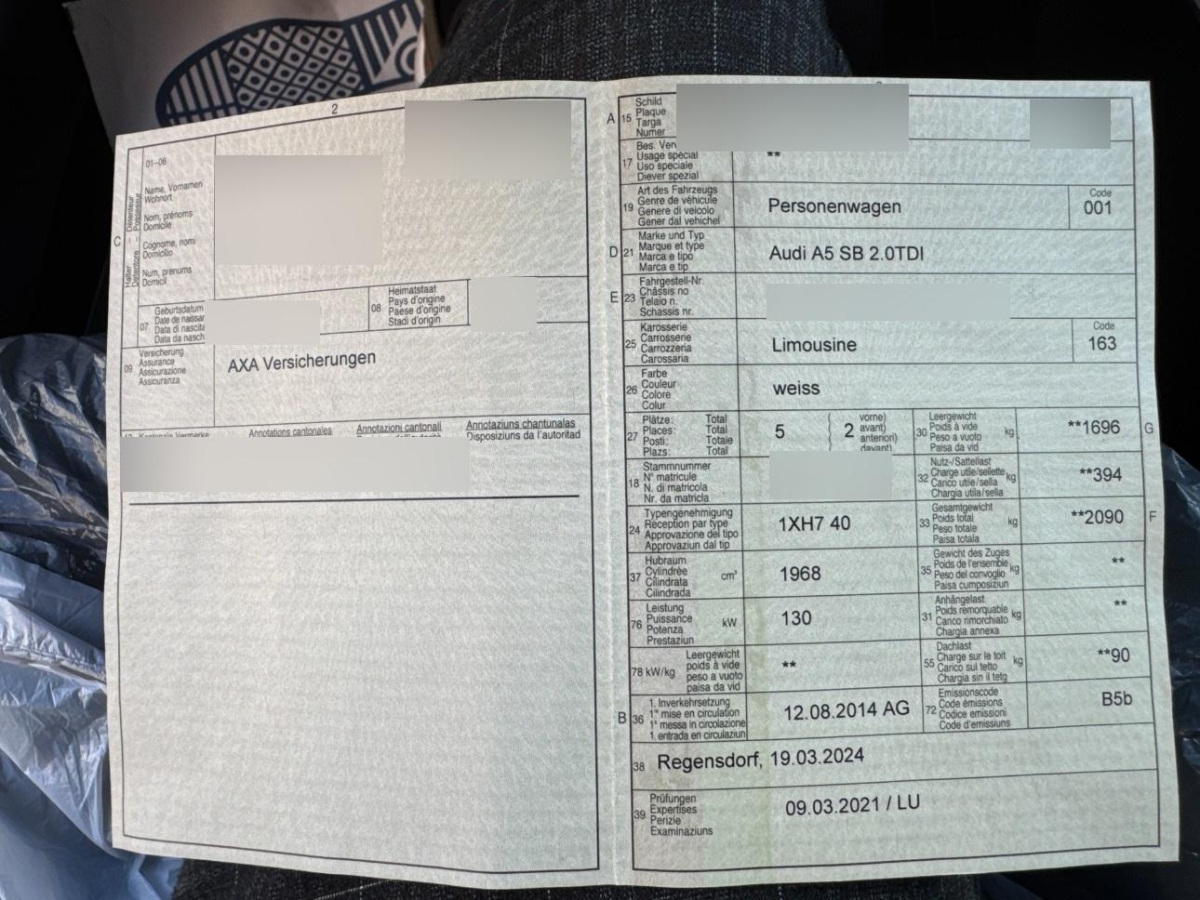 2
01–06
Name, Vornamen
Wohnort
Nom, prénoms
Domicile
Cognome, nomi
Domicilio
Num, prenums
Domicil
C
Halter – Détenteur
Detentore – Possessur
07
Geburtsdatum
Date de naissan
Data di nascita
Data da nasch
08
Heimatstaat
Pays d'origine
Paese d'origine
Stadi d'origin
09
Versicherung
Assurance
Assicurazione
Assicuranza
AXA Versicherungen
Annotations cantonales
Annotazioni cantonali
Annotaziuns chantunalas
Disposiziuns da l'autoritad
A 15
Schild
Plaque
Targa
Numer
17
Bes. Ver
Usage spécial
Uso speciale
Diever spezial
**
19
Art des Fahrzeugs
Genre de véhicule
Genere di veicolo
Gener dal vehichel
Personenwagen
Code
001
D 21
Marke und Typ
Marque et type
Marca e tipo
Marca e tip
Audi A5 SB 2.0TDI
E 23
Fahrgestell-Nr.
Châssis no
Telaio n.
Schassis nr.
25
Karosserie
Carrosserie
Carrozzeria
Carossaria
Limousine
Code
163
26
Farbe
Couleur
Colore
Colur
weiss
27
Plätze: Total
Places: Total
Posti: Totale
Plazs: Total
5
2
vorne)
avant)
anteriori)
davant)
30
Leergewicht
Poids à vide
Peso a vuoto
Paisa da vid
kg
**1696
G
18
Stammnummer
N° matricule
N. di matricola
Nr. da matricla
32
Nutz-/Sattellast
Charge utile/sellette
Carico utile/sella
Chargia utila/sella
kg
**394
24
Typengenehmigung
Réception par type
Approvazione del tipo
Approvaziun dal tip
1XH7 40
33
Gesamtgewicht
Poids total
Peso totale
Paisa totala
kg
**2090
F
37
Hubraum
Cylindrée
Cilindrata
Cilindrada
cm³
1968
35
Gewicht des Zuges
Poids de l'ensemble
Peso del convoglio
Paisa cumposiziun
kg
**
76
Leistung
Puissance
Potenza
Prestaziun
kW
130
31
Anhängelast
Poids remorquable
Carico rimorchiato
Chargia annexa
kg
**
78 kW/kg
Leergewicht
poids à vide
peso a vuoto
paisa da vid
**
55
Dachlast
Charge sur le toit
Carico sul tetto
Chargia sin il tetg
kg
**90
B 36
1. Inverkehrsetzung
1re mise en circulation
1a messa in circolazione
1. entrada en circulaziun
12.08.2014 AG
72
Emissionscode
Code émissions
Codice emissioni
Code d'emissiuns
B5b
38
Regensdorf, 19.03.2024
39
Prüfungen
Expertises
Perizie
Examinaziuns
09.03.2021 / LU